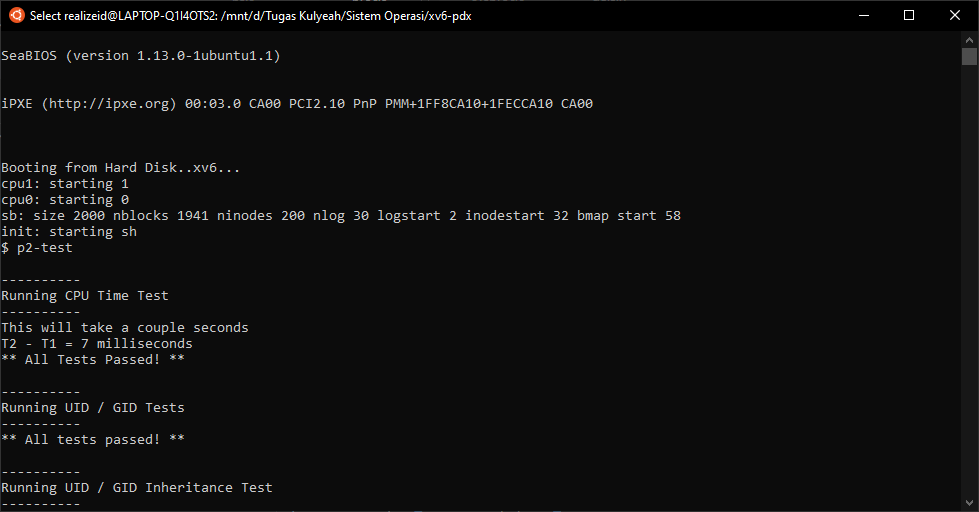 Select realizeid@LAPTOP-Q1I4OTS2: /mnt/d/Tugas Kulyeah/Sistem Operasi/xv6-pdx
SeaBIOS (version 1.13.0-1ubuntu1.1)
iPXE (http://ipxe.org) 00:03.0 CA00 PCI2.10 PnP PMM+1FF8CA10+1FECCA10 CA00
Booting from Hard Disk..xv6...
cpu1: starting 1
cpu0: starting 0
sb: size 2000 nblocks 1941 ninodes 200 nlog 30 logstart 2 inodestart 32 bmap start 58
init: starting sh
$ p2-test
----------
Running CPU Time Test
----------
This will take a couple seconds
T2 - T1 = 7 milliseconds
** All Tests Passed! **
----------
Running UID / GID Tests
----------
** All tests passed! **
----------
Running UID / GID Inheritance Test
----------